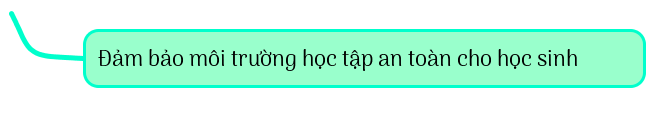 Đảm bảo môi trường học tập an toàn cho học sinh